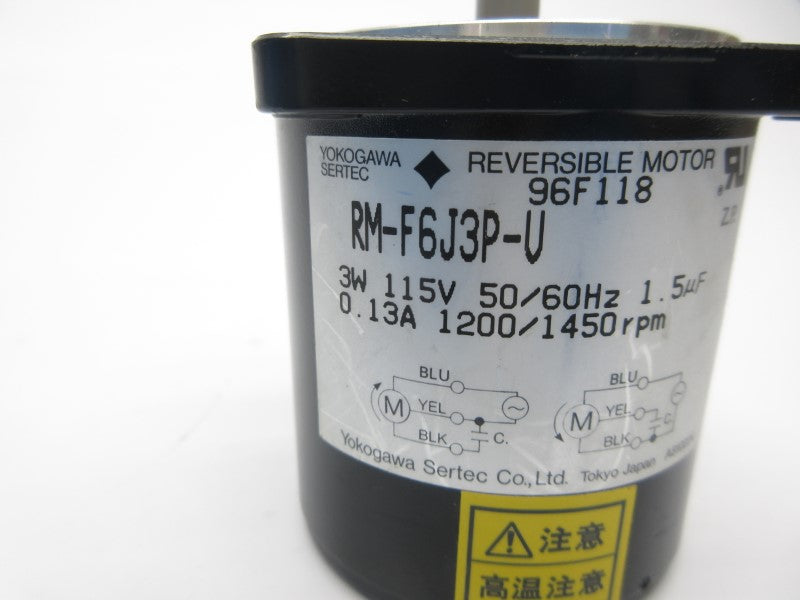 YOKOGAWA
SERTEC
REVERSIBLE MOTOR
96F118
RM-F6J3P-U
3W 115V 50/60Hz 1.5µF
0.13A 1200/1450rpm
BLU
YEL
BLK
M
C.
BLU
YEL
BLK
M
C.
Yokogawa Sertec Co.,Ltd. Tokyo Japan
注意
高温注意